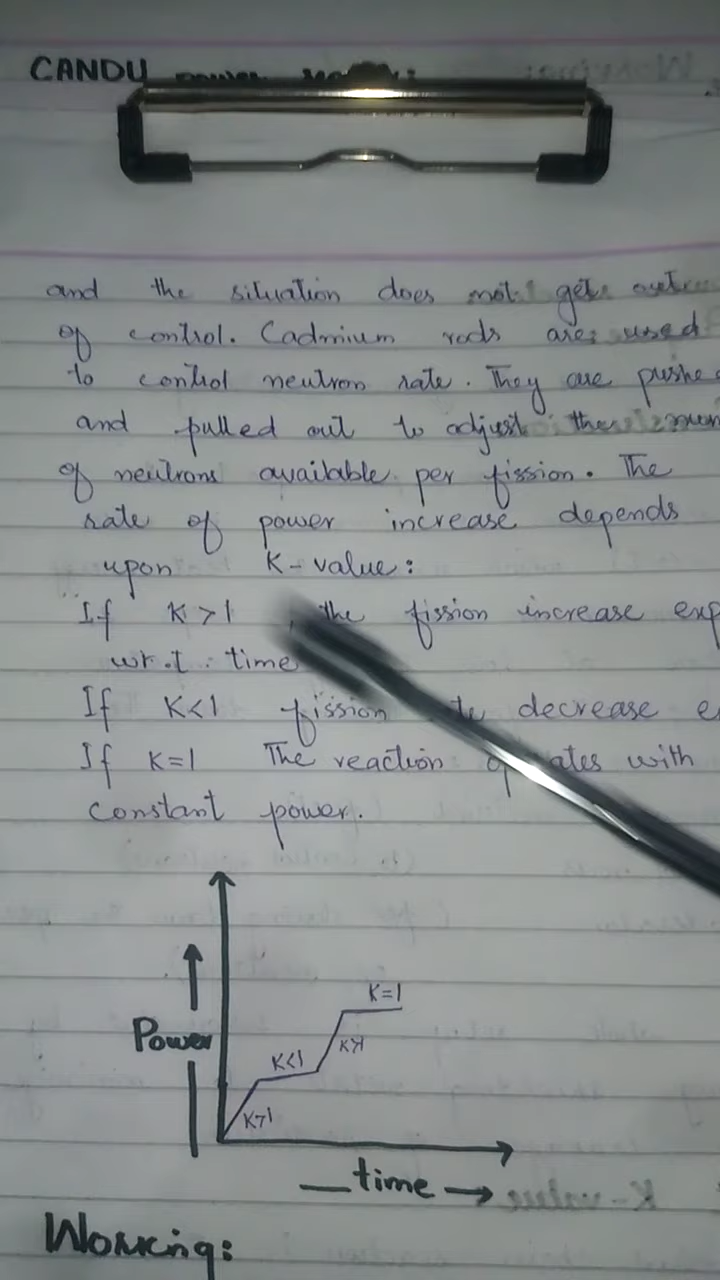 CANDU power
and the situation does not gets
of control. Cadmium rods are used
to control neutron rate. They are
and pulled out to adjust the
of neutrons available per fission. The
rate of power increase depends
upon K-value:
If K>1, the fission increase
w.r.t. time
If K<1 fission decrease
If K=1 The reaction with
constant power.
K=1
Power
K<1
K>1
K>1
time
K-value
Working: